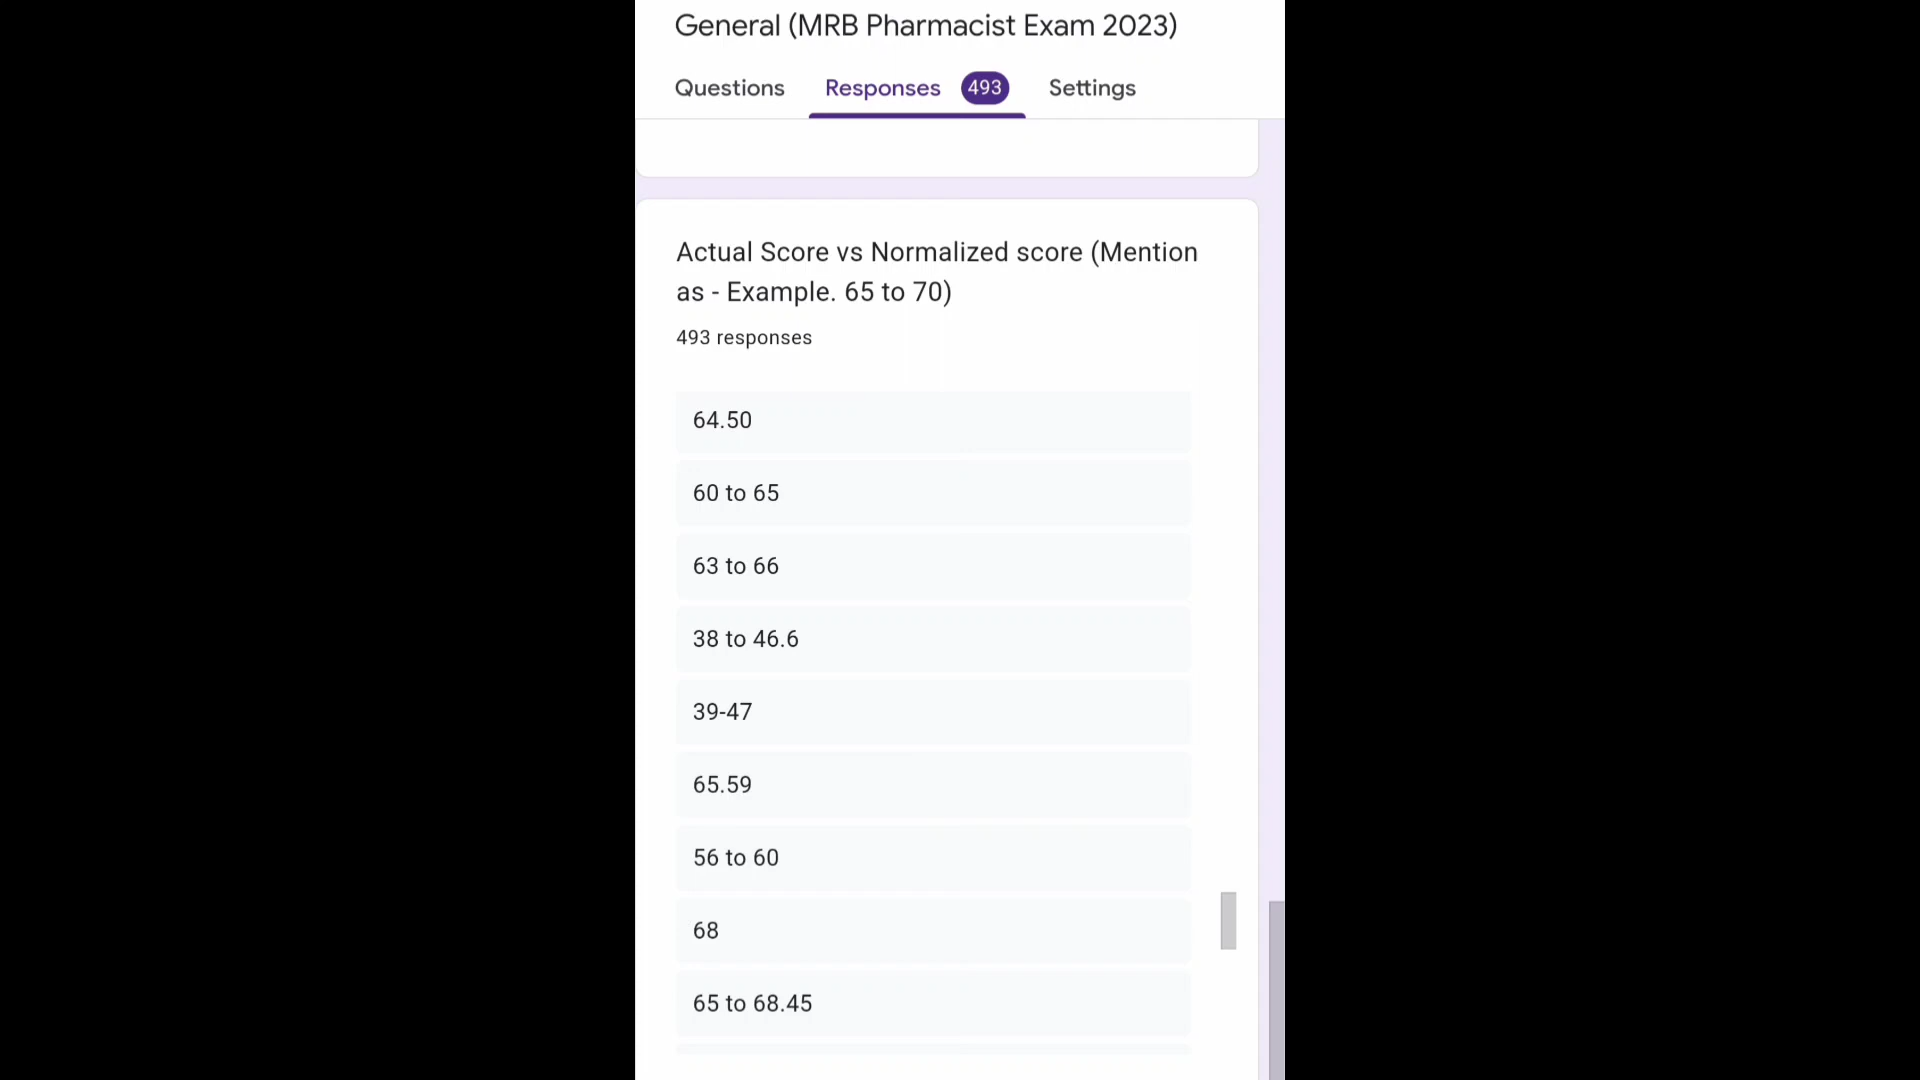 General (MRB Pharmacist Exam 2023)
Questions Responses 493 Settings
Actual Score vs Normalized score (Mention
as - Example. 65 to 70)
493 responses
64.50
60 to 65
63 to 66
38 to 46.6
39-47
65.59
56 to 60
68
65 to 68.45